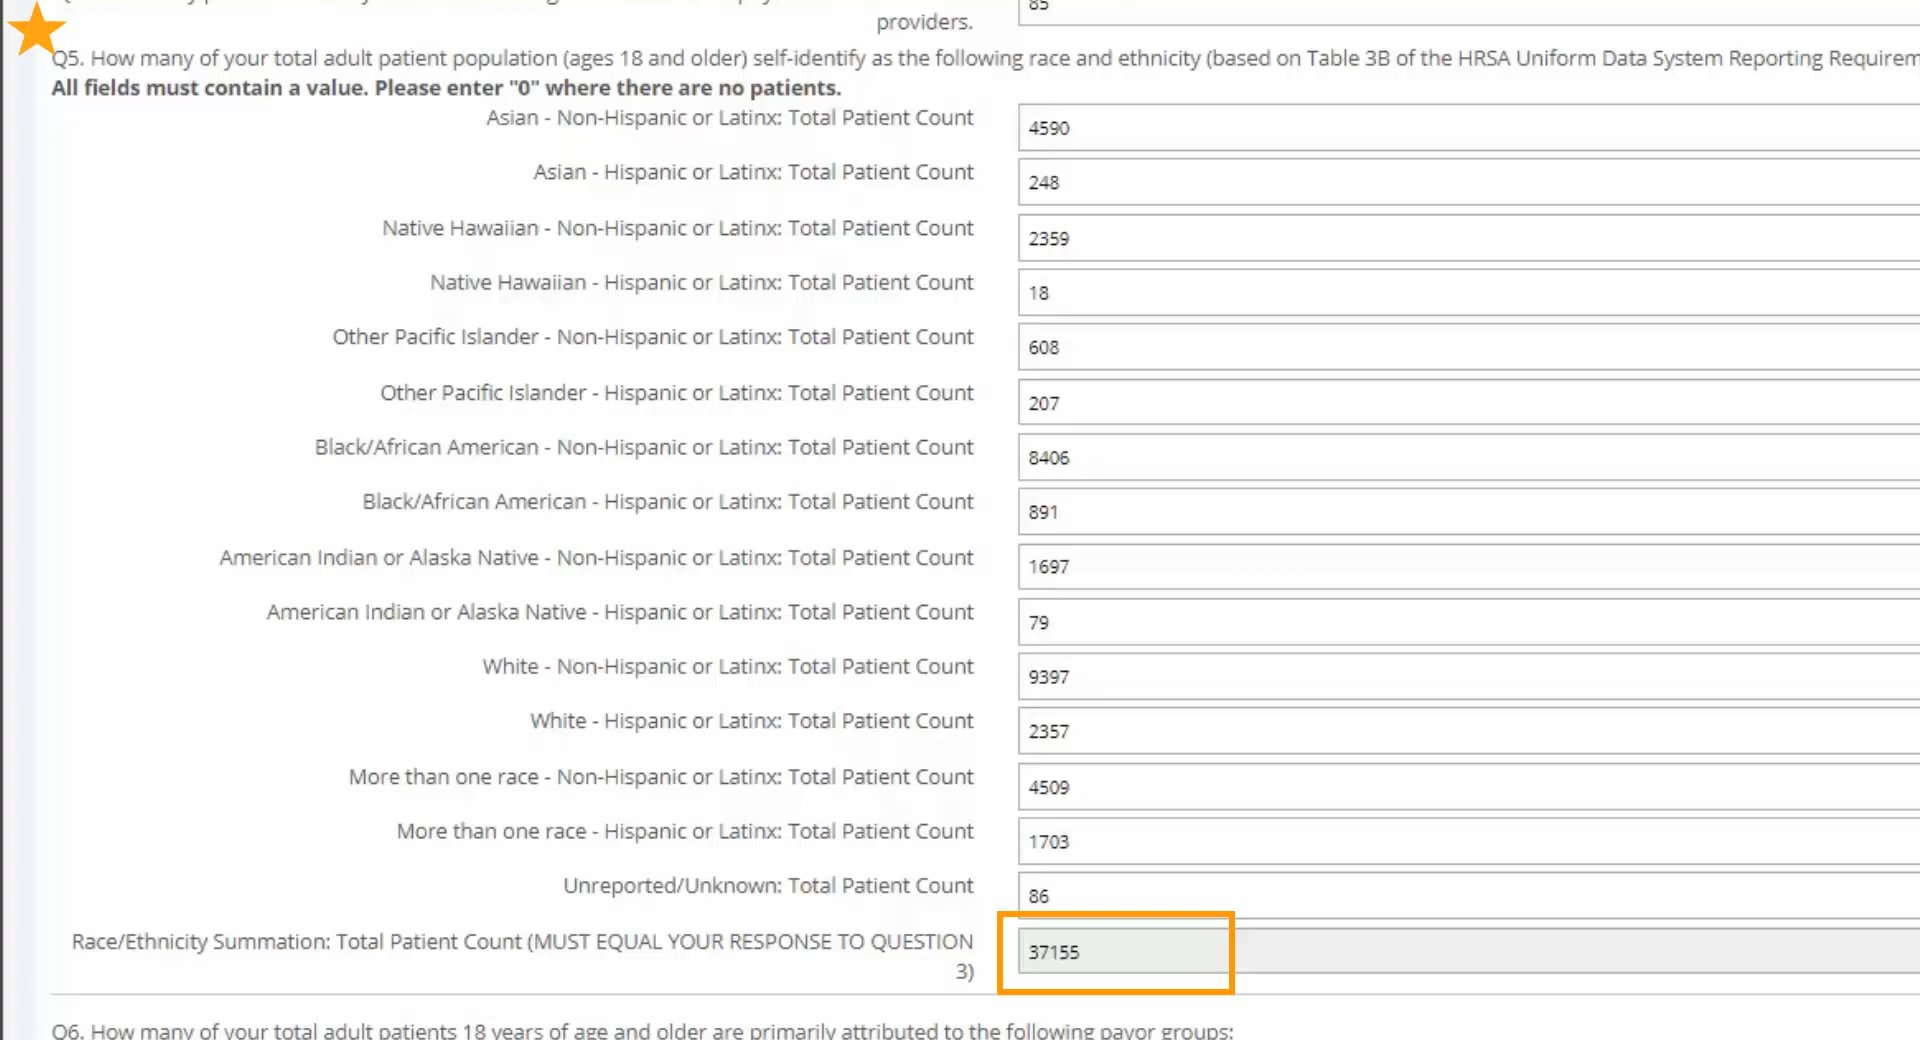 providers.
85
Q5. How many of your total adult patient population (ages 18 and older) self-identify as the following race and ethnicity (based on Table 3B of the HRSA Uniform Data System Reporting Requirem
All fields must contain a value. Please enter "0" where there are no patients.
Asian - Non-Hispanic or Latinx: Total Patient Count 4590
Asian - Hispanic or Latinx: Total Patient Count 248
Native Hawaiian - Non-Hispanic or Latinx: Total Patient Count 2359
Native Hawaiian - Hispanic or Latinx: Total Patient Count 18
Other Pacific Islander - Non-Hispanic or Latinx: Total Patient Count 608
Other Pacific Islander - Hispanic or Latinx: Total Patient Count 207
Black/African American - Non-Hispanic or Latinx: Total Patient Count 8406
Black/African American - Hispanic or Latinx: Total Patient Count 891
American Indian or Alaska Native - Non-Hispanic or Latinx: Total Patient Count 1697
American Indian or Alaska Native - Hispanic or Latinx: Total Patient Count 79
White - Non-Hispanic or Latinx: Total Patient Count 9397
White - Hispanic or Latinx: Total Patient Count 2357
More than one race - Non-Hispanic or Latinx: Total Patient Count 4509
More than one race - Hispanic or Latinx: Total Patient Count 1703
Unreported/Unknown: Total Patient Count 86
Race/Ethnicity Summation: Total Patient Count (MUST EQUAL YOUR RESPONSE TO QUESTION 37155
3)
Q6. How many of your total adult patients 18 years of age and older are primarily attributed to the following payor groups: